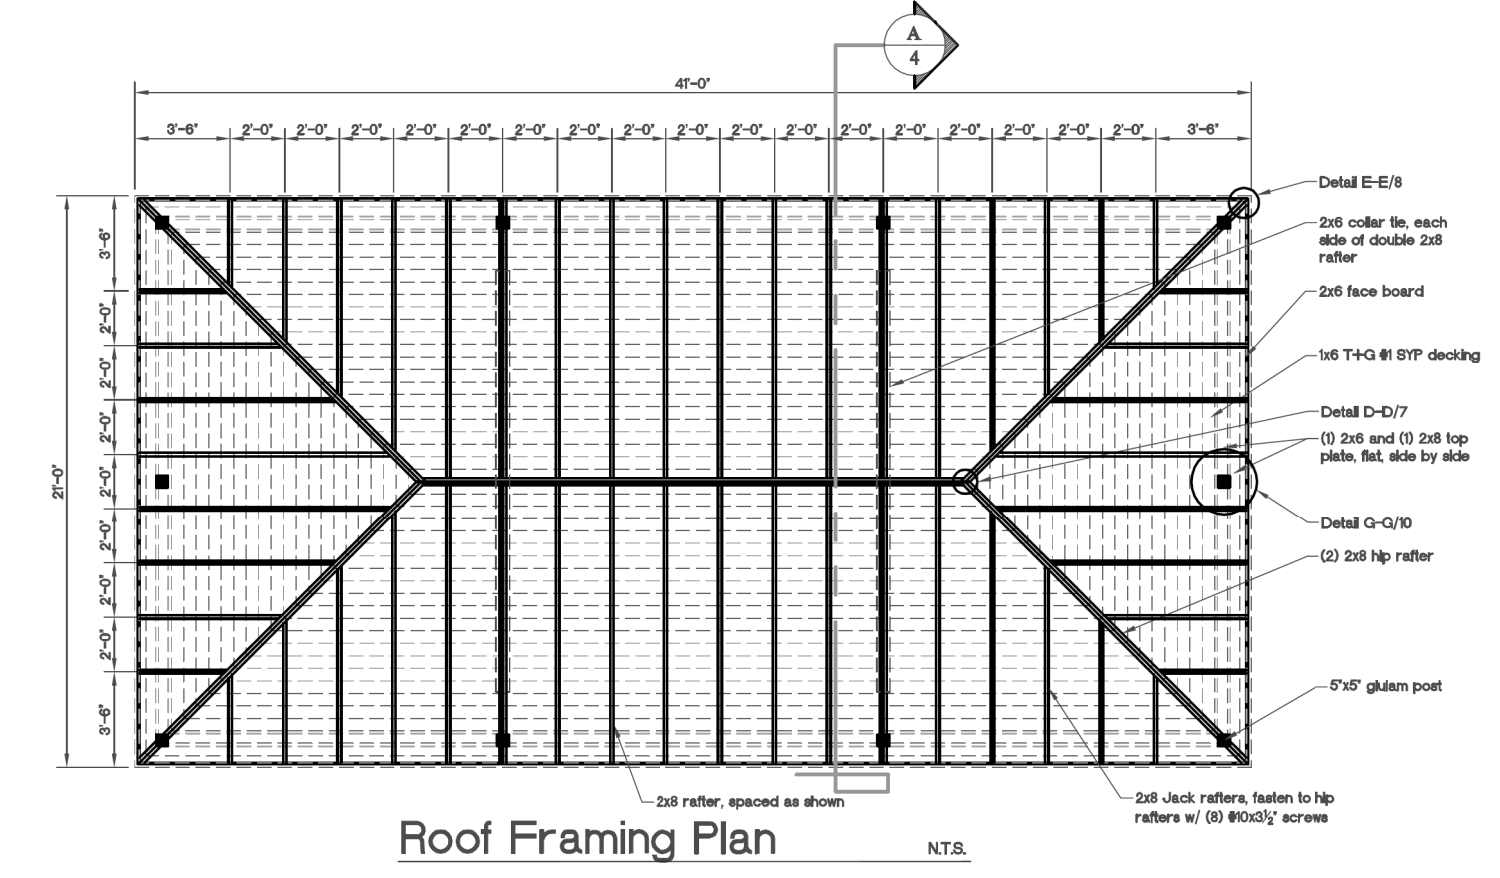 A
4
41'-0"
3'-6" 2'-0" 2'-0" 2'-0" 2'-0" 2'-0" 2'-0" 2'-0" 2'-0" 2'-0" 2'-0" 2'-0" 2'-0" 2'-0" 2'-0" 2'-0" 2'-0" 2'-0" 3'-6"
21'-0"
3'-6"
2'-0"
2'-0"
2'-0"
2'-0"
2'-0"
2'-0"
2'-0"
3'-6"
Detail E-E/8
2x6 collar tie, each
side of double 2x8
rafter
2x6 face board
1x6 T+G #1 SYP decking
Detail D-D/7
(1) 2x6 and (1) 2x8 top
plate, flat, side by side
Detail G-G/10
(2) 2x8 hip rafter
5"x5" glulam post
2x8 Jack rafters, fasten to hip
rafters w/ (8) #10x3½" screws
2x8 rafter, spaced as shown
Roof Framing Plan
N.T.S.